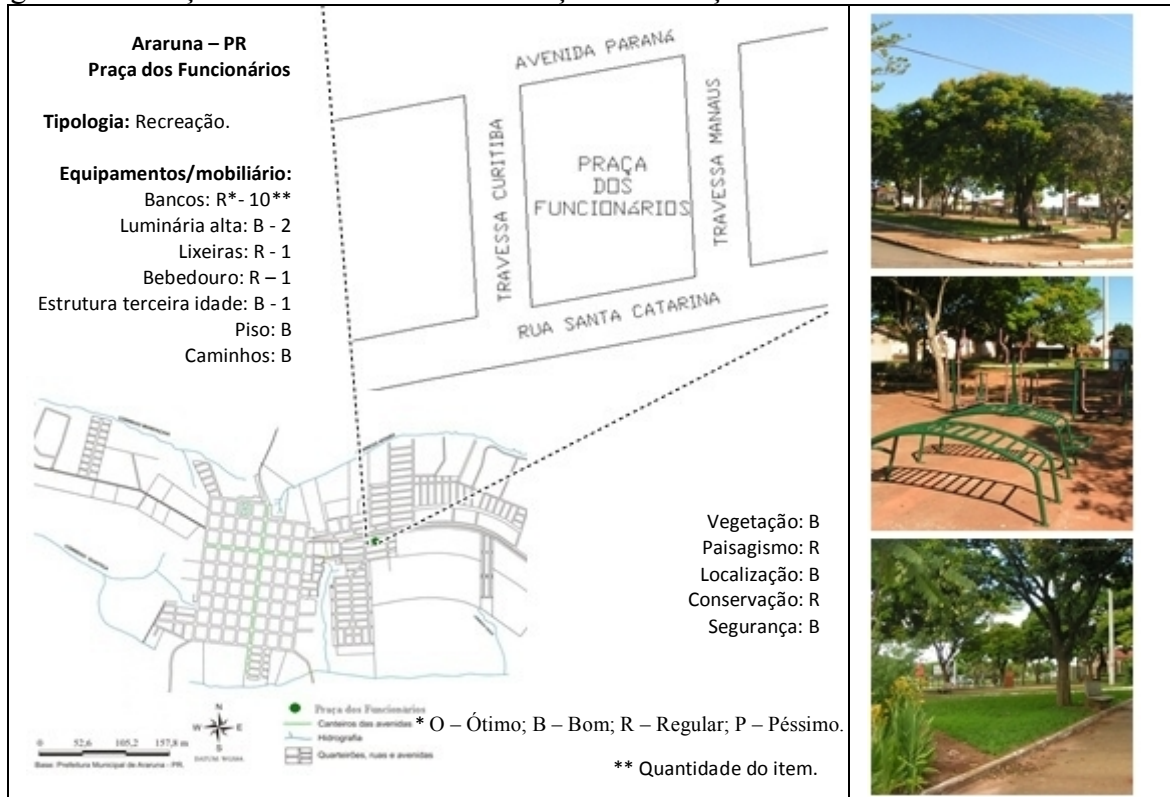 Araruna – PR
Praça dos Funcionários
Tipologia: Recreação.
Equipamentos/mobiliário:
Bancos: R*- 10**
Luminária alta: B - 2
Lixeiras: R - 1
Bebedouro: R – 1
Estrutura terceira idade: B - 1
Piso: B
Caminhos: B
AVENIDA PARANá
TRAVESSA CURITIBA
PRAÇA
DOS
FUNCIONáRIOS
TRAVESSA MANAUS
RUA SANTA CATARINA
Vegetação: B
Paisagismo: R
Localização: B
Conservação: R
Segurança: B
N
W E
S
DATUM WGS84
0 52,6 105,2 157,8 m
Base: Prefeitura Municipal de Araruna - PR.
Praça dos Funcionários
Canteiros das avenidas
Hidrografia
Quarteirões, ruas e avenidas
* O – Ótimo; B – Bom; R – Regular; P – Péssimo.
** Quantidade do item.